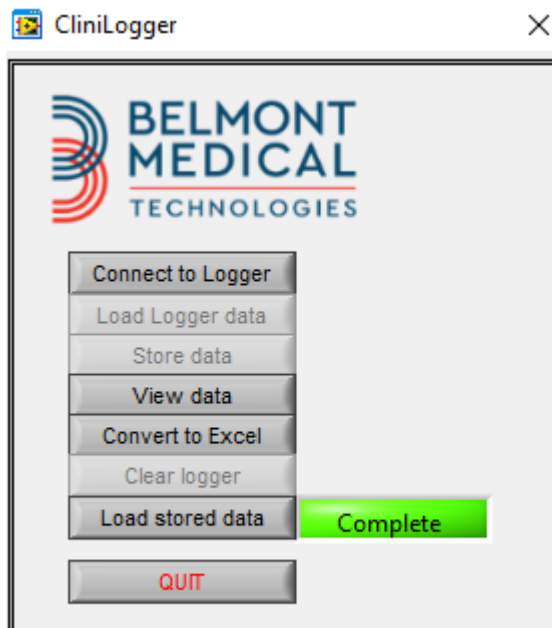 CliniLogger
BELMONT
MEDICAL
TECHNOLOGIES
Connect to Logger
Load Logger data
Store data
View data
Convert to Excel
Clear logger
Load stored data
Complete
QUIT